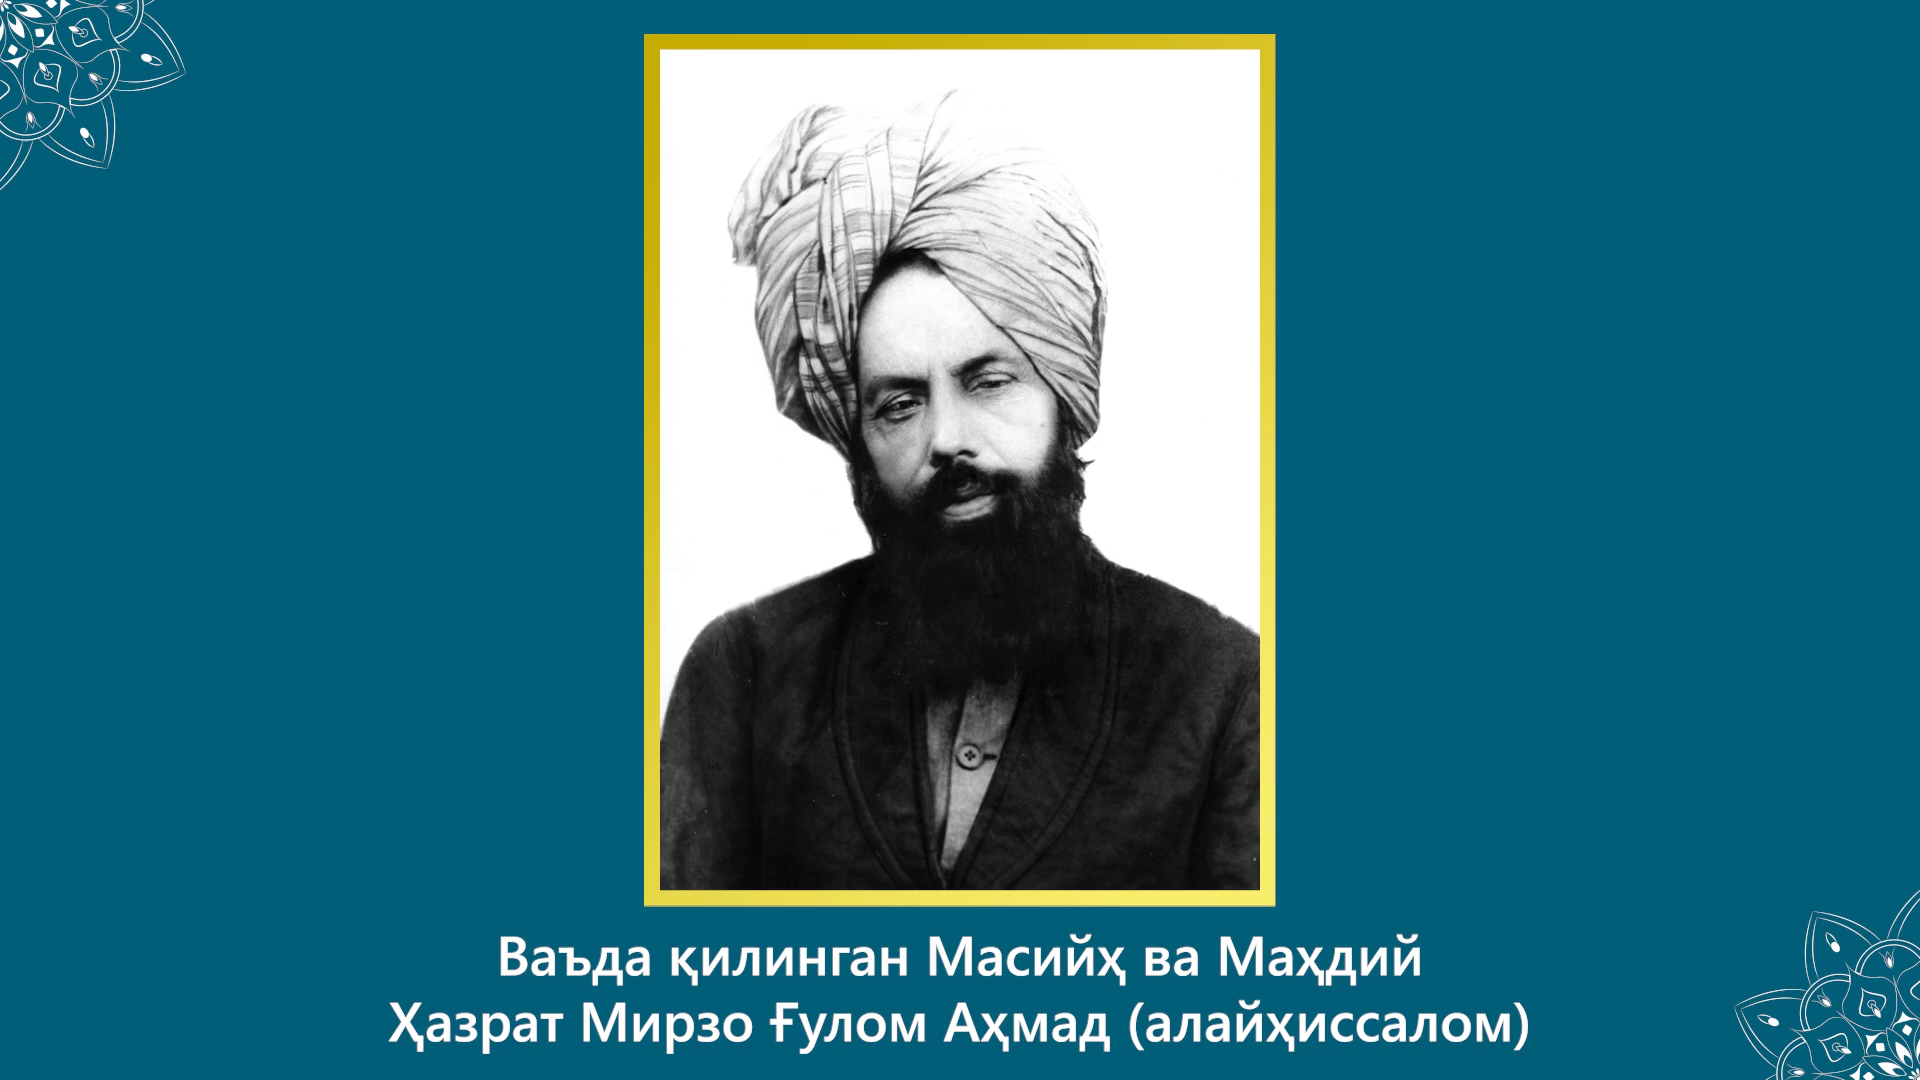 Ваъда қилинган Масийҳ ва Маҳдий
Ҳазрат Мирзо Ғулом Аҳмад (алайҳиссалом)